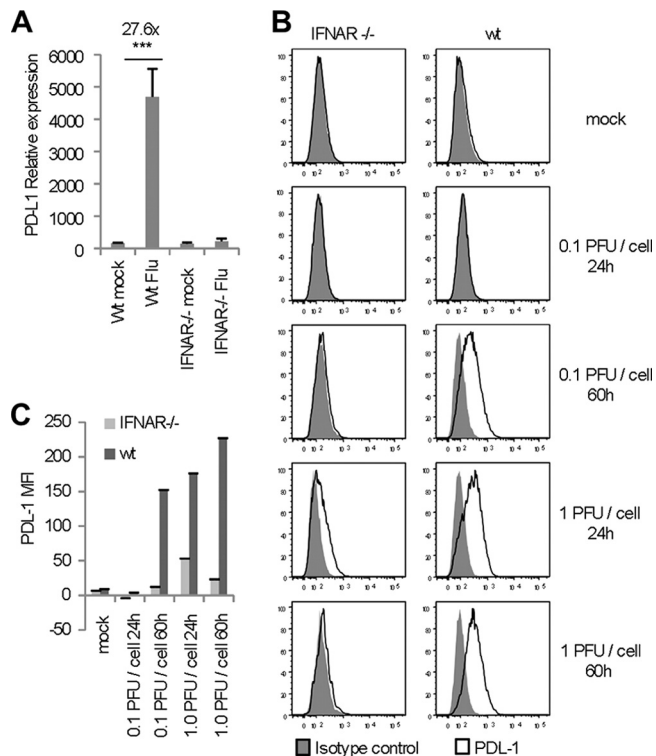 A
27.6x
***
PD-L1 Relative expression
6000
5000
4000
3000
2000
1000
0
Wt mock
Wt Flu
IFNAR-/- mock
IFNAR-/- Flu
B
IFNAR -/-
wt
mock
0.1 PFU / cell
24h
0.1 PFU / cell
60h
1 PFU / cell
24h
1 PFU / cell
60h
Isotype control
PDL-1
C
IFNAR-/-
wt
PDL-1 MFI
250
200
150
100
50
0
-50
mock
0.1 PFU / cell 24h
0.1 PFU / cell 60h
1.0 PFU / cell 24h
1.0 PFU / cell 60h